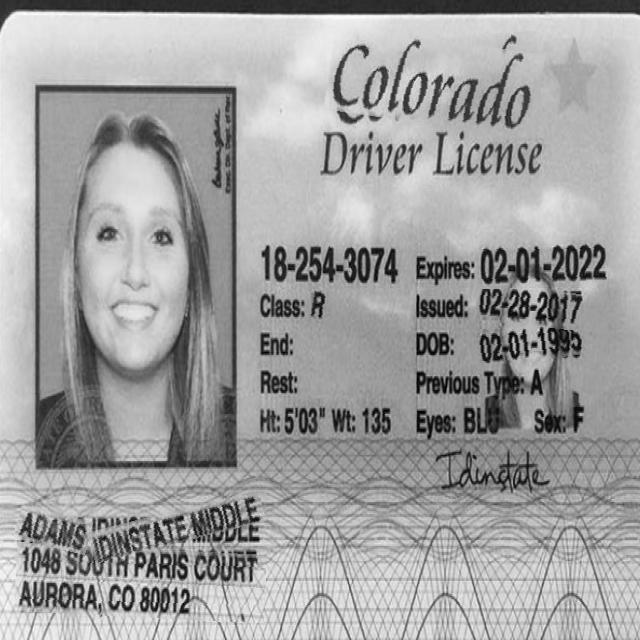 Colorado
Driver License
18-254-3074
Expires: 02-01-2022
Class: R
Issued: 02-28-2017
End:
DOB: 02-01-1995
Rest:
Previous Type: A
Ht: 5'03" Wt: 135
Eyes: BLU Sex: F
Idinstate
ADAMS IDINSTATE MIDDLE
1048 SOUTH PARIS COURT
AURORA, CO 80012